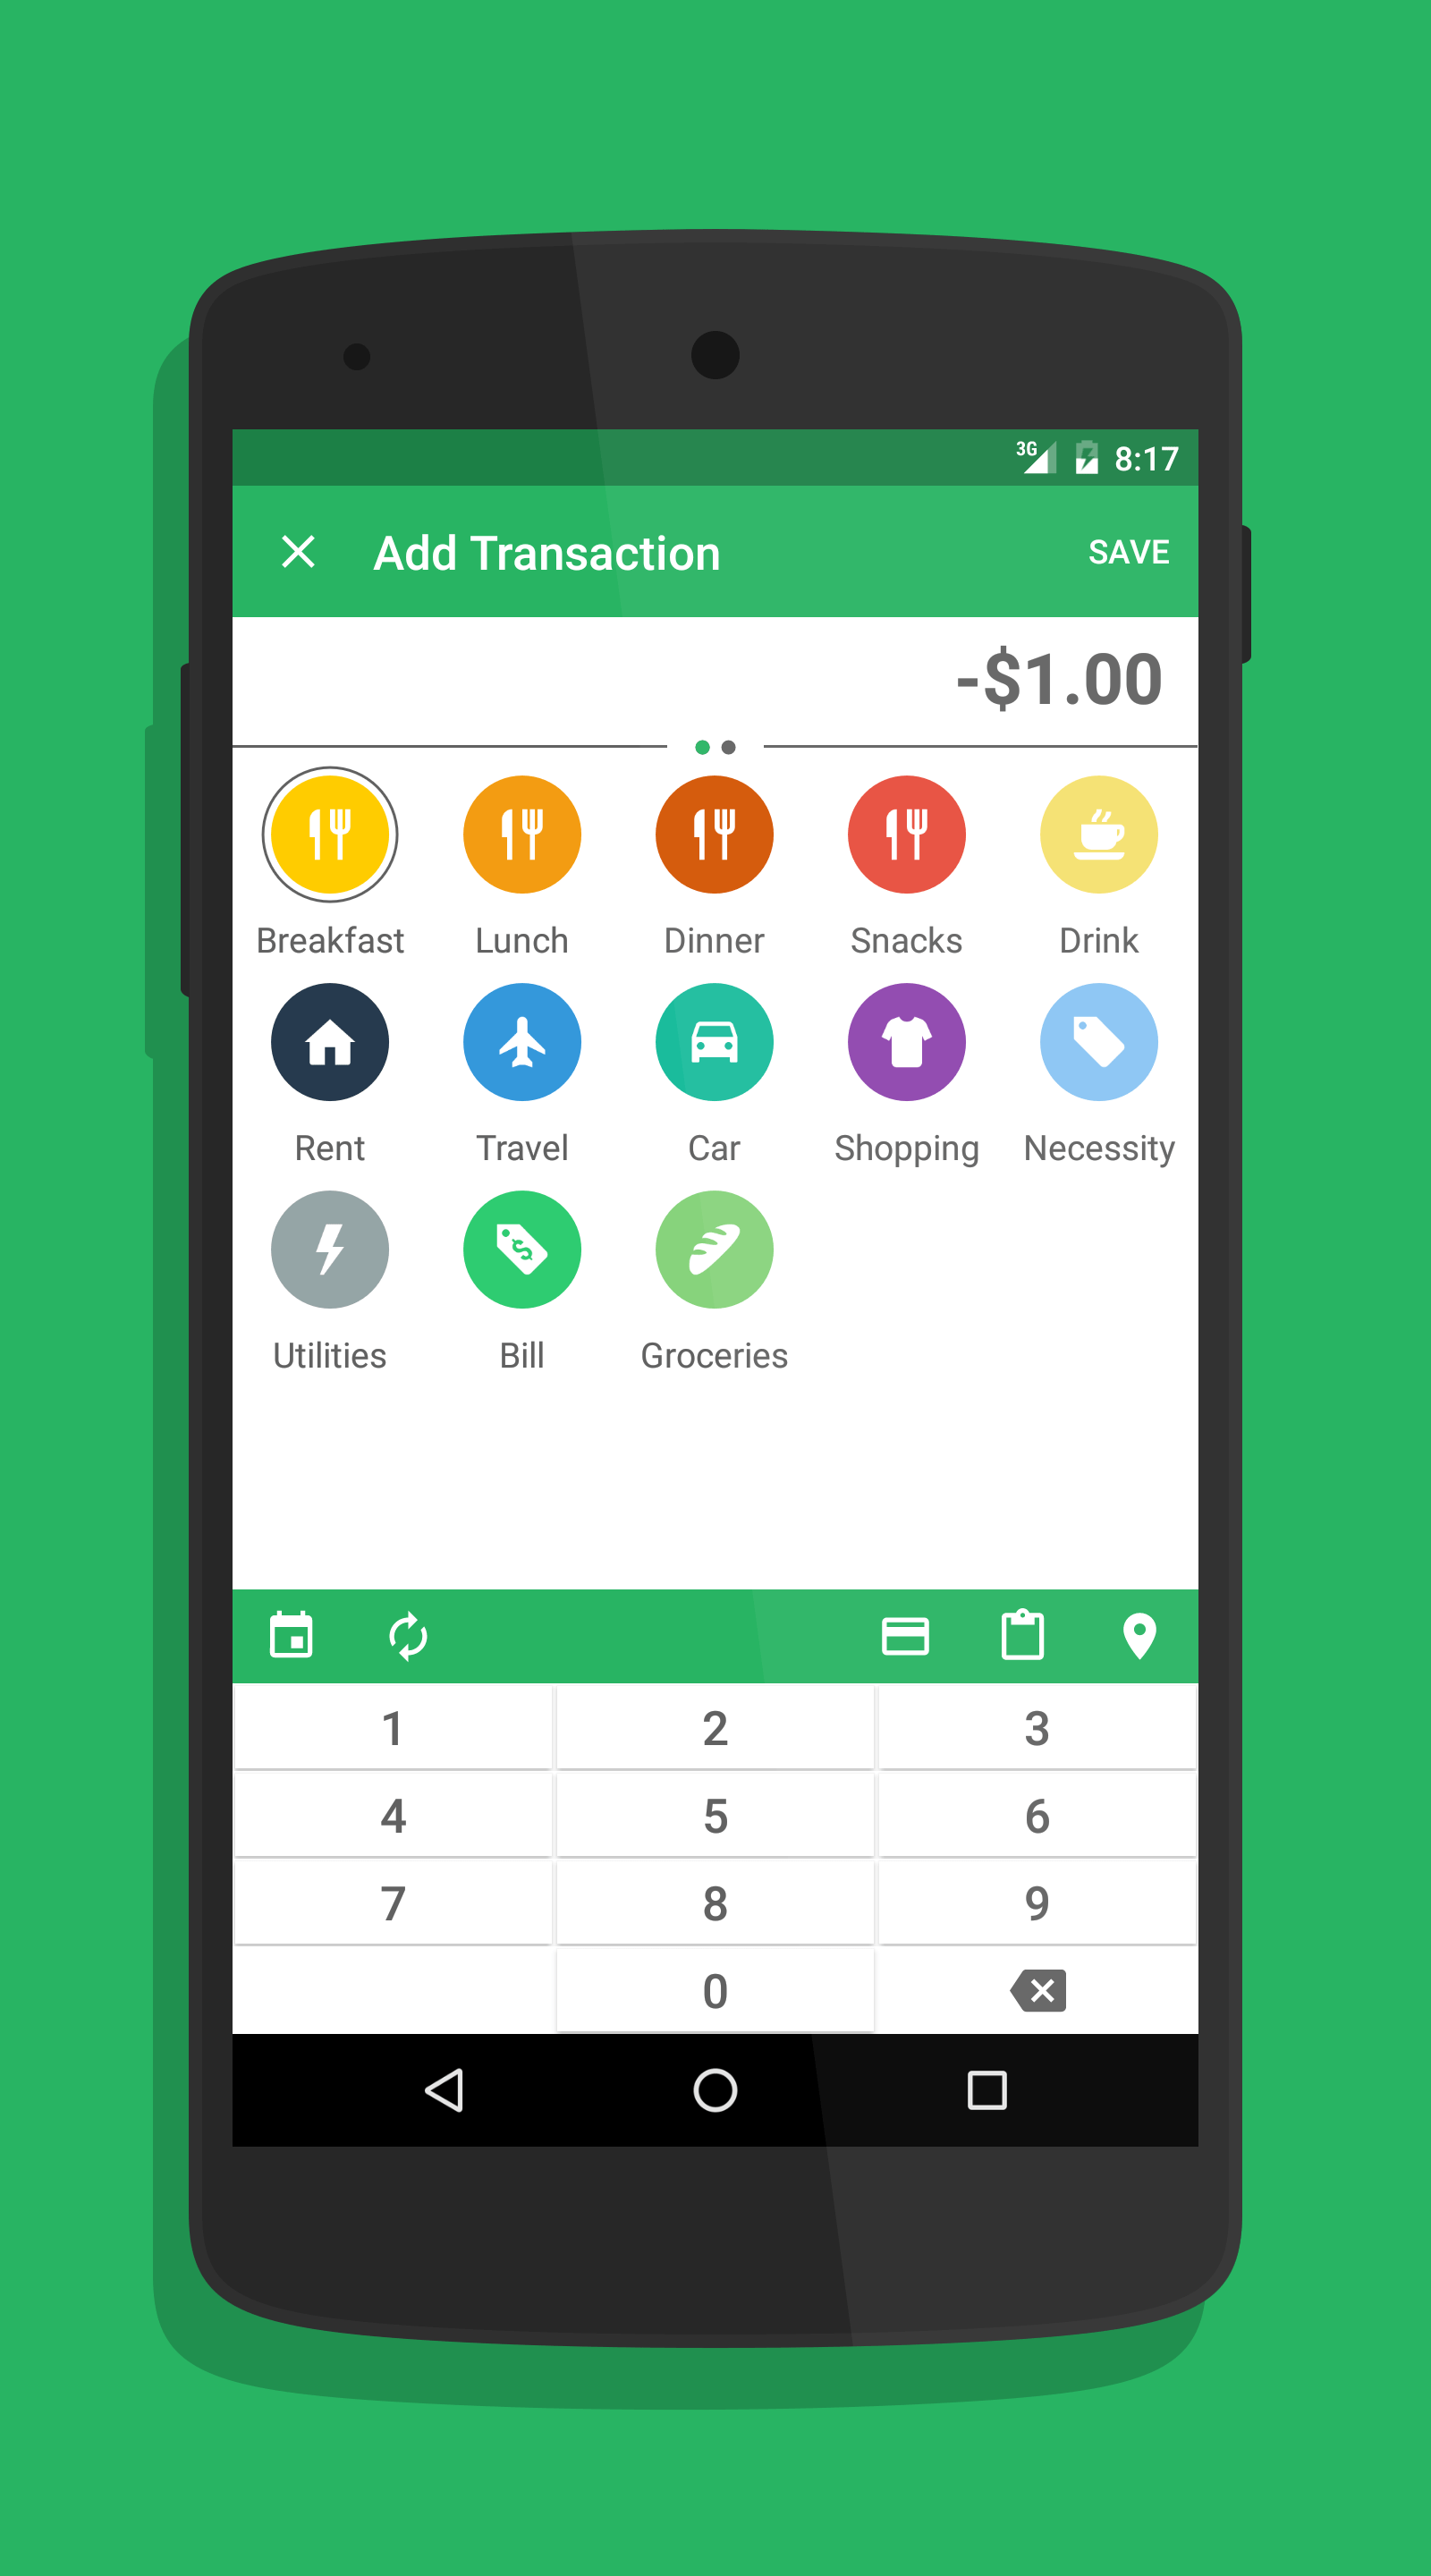 3G 8:17
Add Transaction SAVE
-$1.00
Breakfast Lunch Dinner Snacks Drink
Rent Travel Car Shopping Necessity
$
Utilities Bill Groceries
1 2 3
4 5 6
7 8 9
0